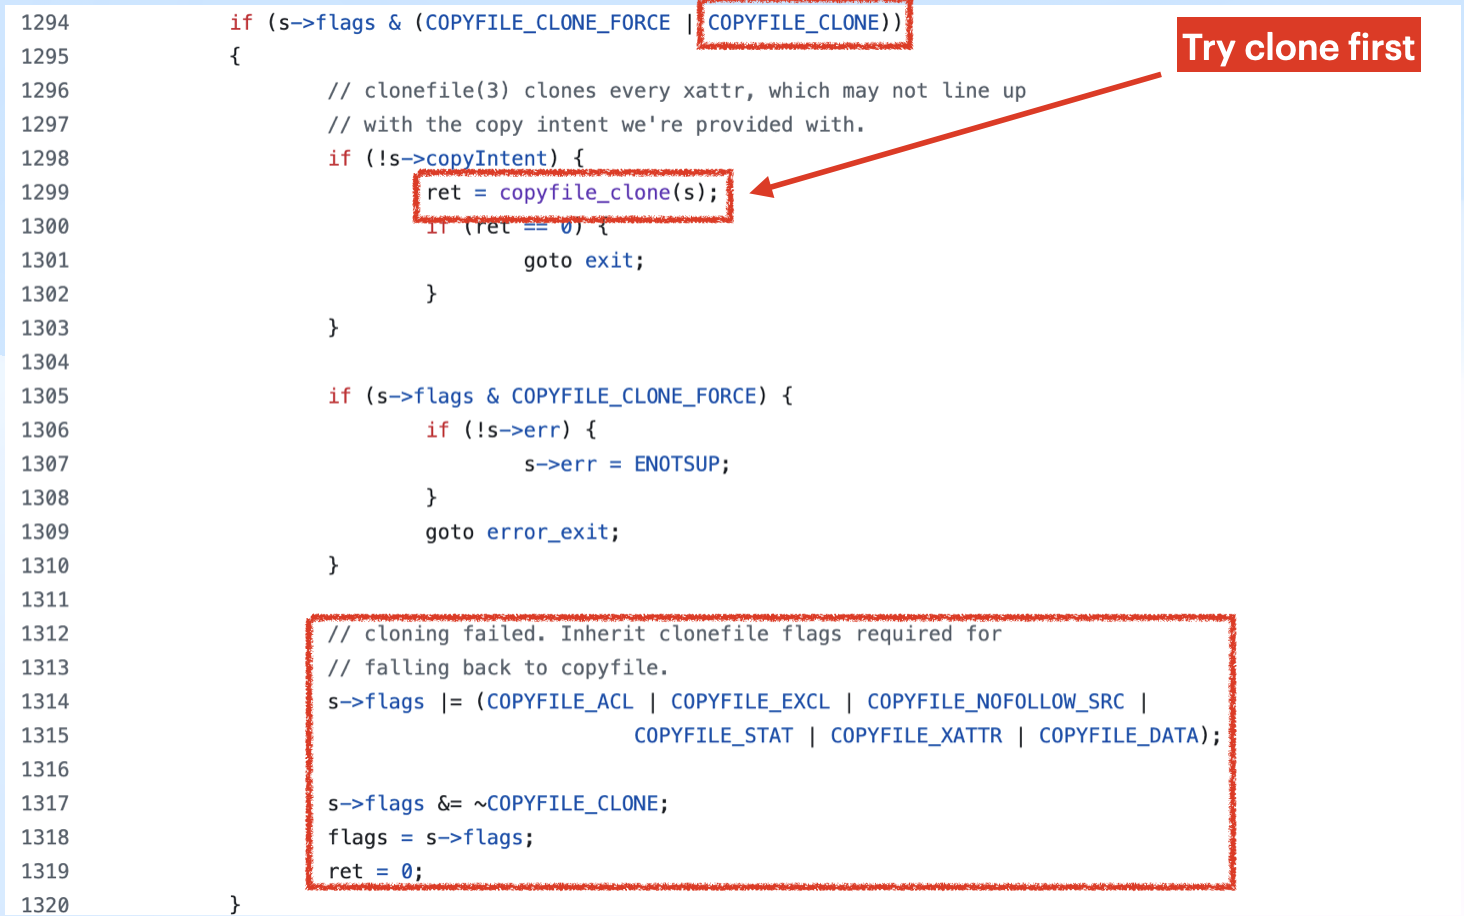 1294 if (s->flags & (COPYFILE_CLONE_FORCE | COPYFILE_CLONE))
Try clone first
1295 {
1296 // clonefile(3) clones every xattr, which may not line up
1297 // with the copy intent we're provided with.
1298 if (!s->copyIntent) {
1299 ret = copyfile_clone(s);
1300 if (ret == 0) {
1301 goto exit;
1302 }
1303 }
1304
1305 if (s->flags & COPYFILE_CLONE_FORCE) {
1306 if (!s->err) {
1307 s->err = ENOTSUP;
1308 }
1309 goto error_exit;
1310 }
1311
1312 // cloning failed. Inherit clonefile flags required for
1313 // falling back to copyfile.
1314 s->flags |= (COPYFILE_ACL | COPYFILE_EXCL | COPYFILE_NOFOLLOW_SRC |
1315 COPYFILE_STAT | COPYFILE_XATTR | COPYFILE_DATA);
1316
1317 s->flags &= ~COPYFILE_CLONE;
1318 flags = s->flags;
1319 ret = 0;
1320 }